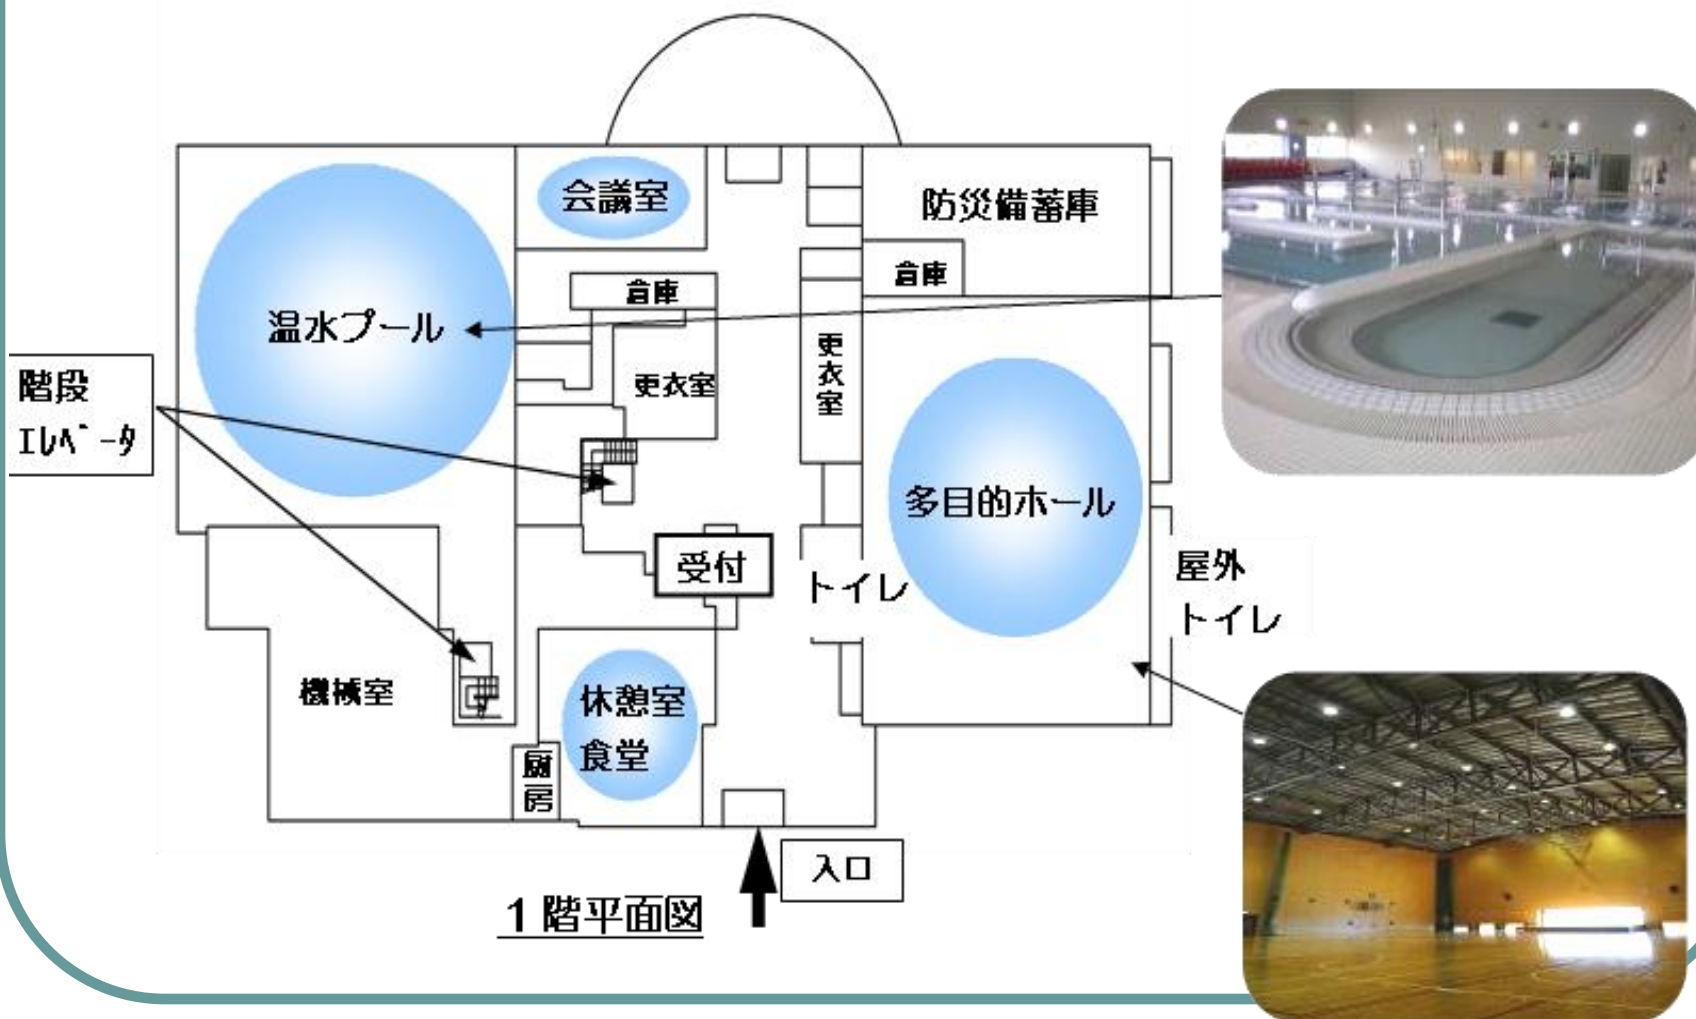 会議室
防災備蓄庫
倉庫
倉庫
温水プール
更衣室
更衣室
階段
エレベータ
多目的ホール
受付
トイレ
屋外
トイレ
機械室
休憩室
食堂
厨房
入口
1階平面図